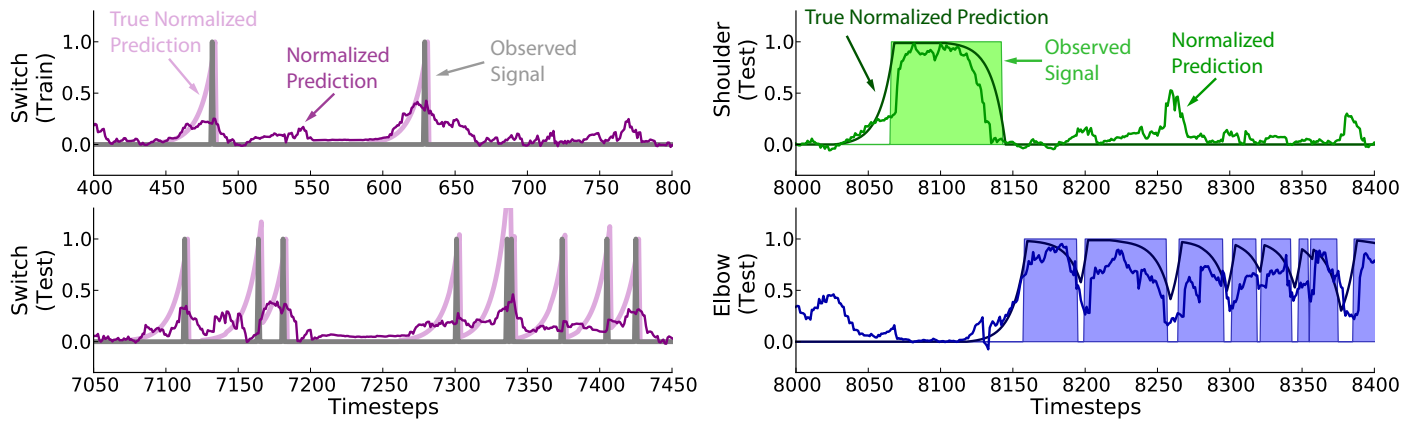 True Normalized
Prediction
Normalized
Prediction
Observed
Signal
Switch
(Train)
1.0
0.5
0.0
400 450 500 550 600 650 700 750 800
True Normalized Prediction
Observed
Signal
Normalized
Prediction
Shoulder
(Test)
1.0
0.5
0.0
8000 8050 8100 8150 8200 8250 8300 8350 8400
Switch
(Test)
1.0
0.5
0.0
7050 7100 7150 7200 7250 7300 7350 7400 7450
Timesteps
Elbow
(Test)
1.0
0.5
0.0
8000 8050 8100 8150 8200 8250 8300 8350 8400
Timesteps